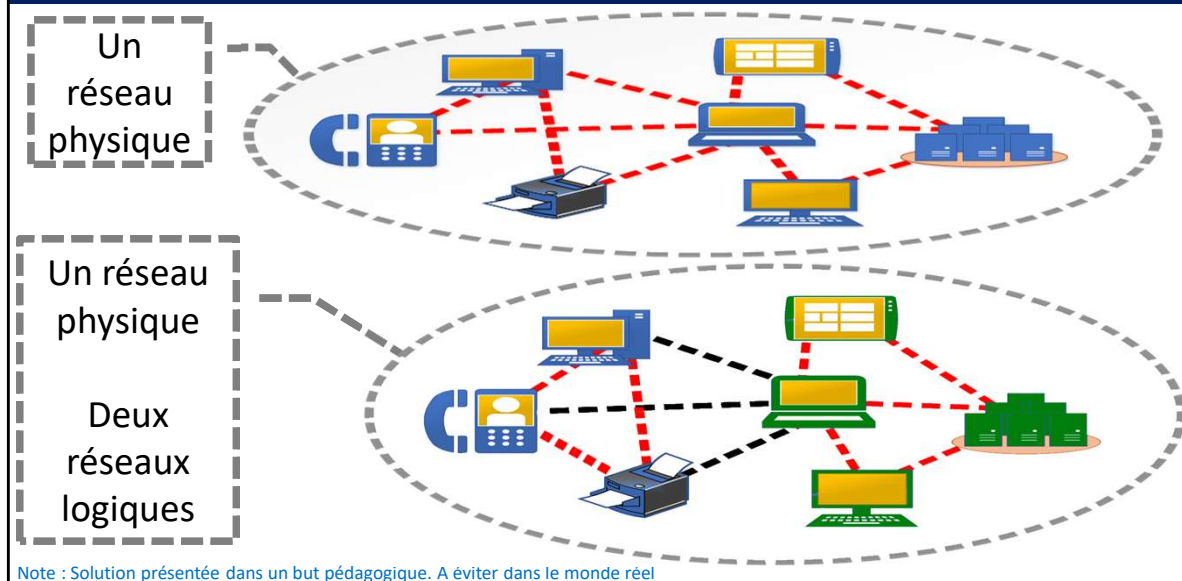 Un
réseau
physique
Un réseau
physique
Deux
réseaux
logiques
Note : Solution présentée dans un but pédagogique. A éviter dans le monde réel